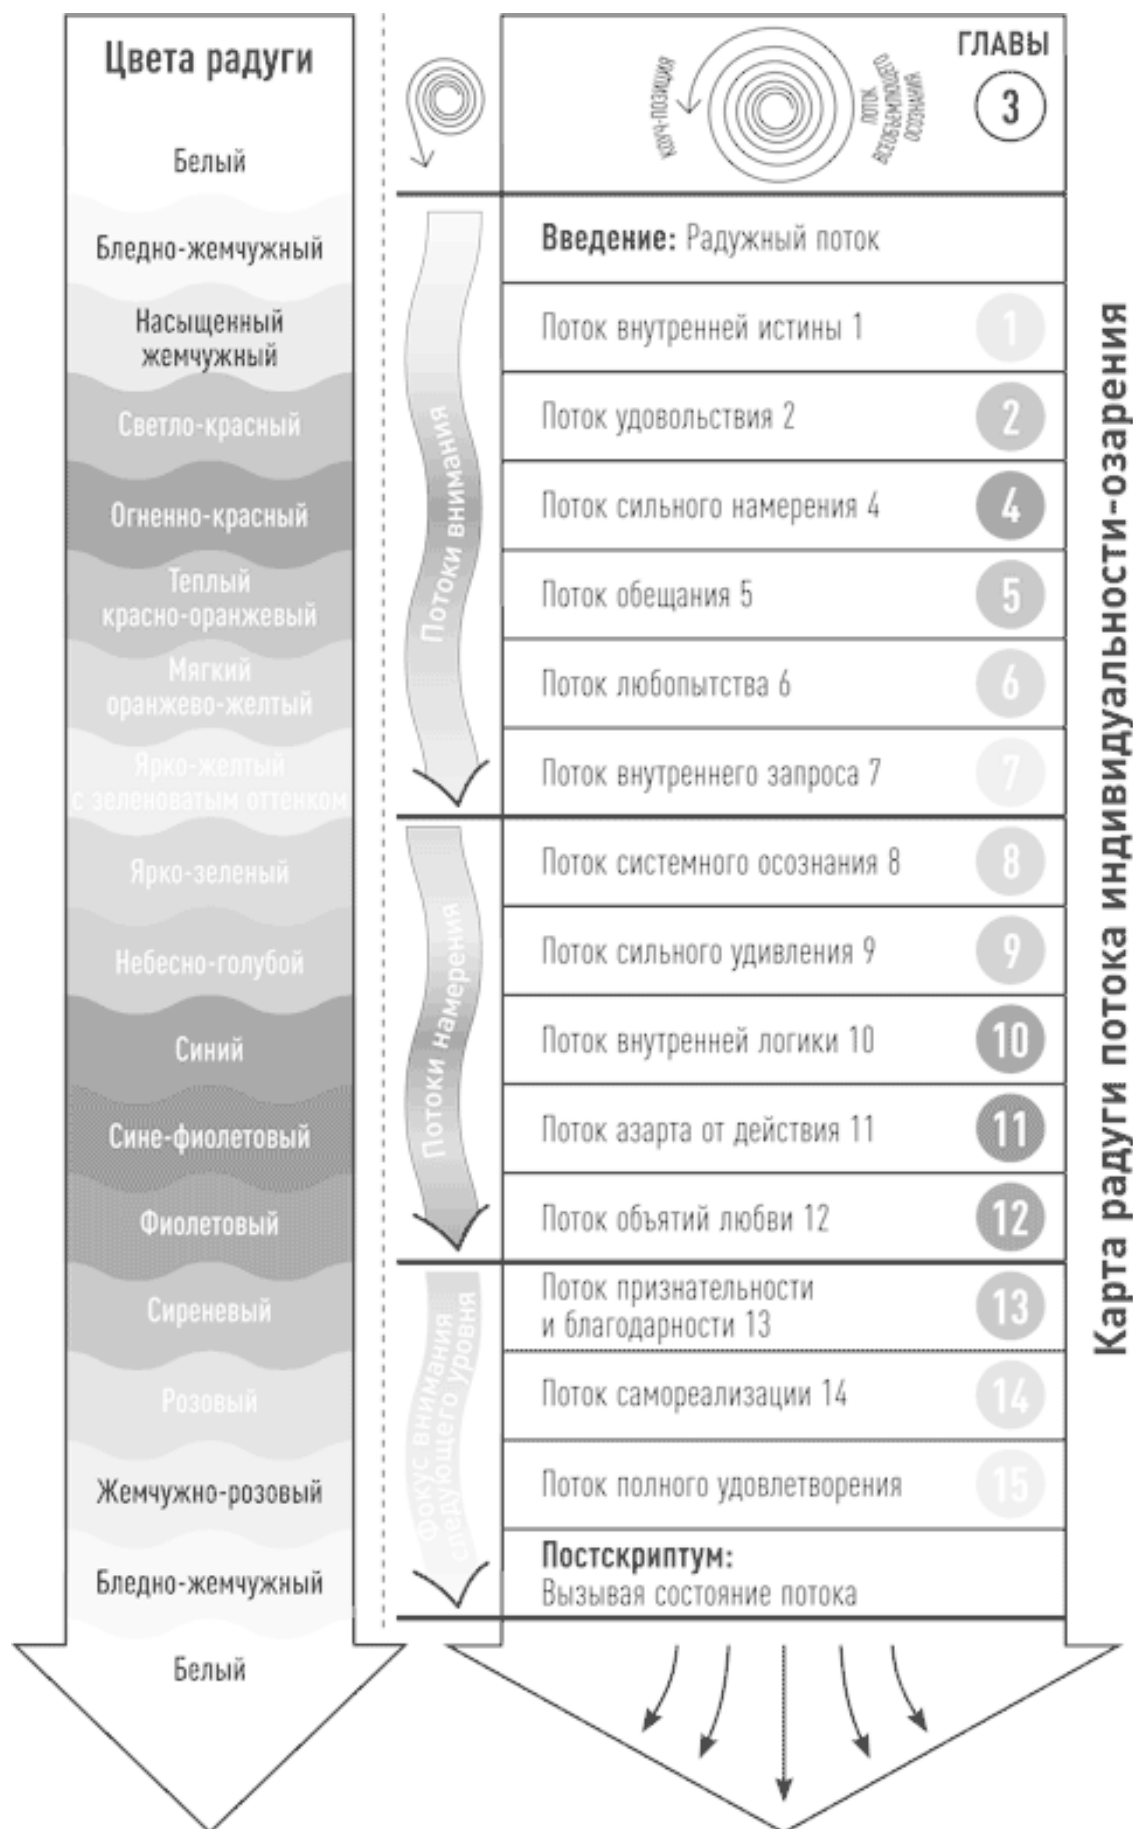 Цвета радуги
Белый
Бледно-жемчужный
Насыщенный
жемчужный
Светло-красный
Огненно-красный
Теплый
красно-оранжевый
Мягкий
оранжево-желтый
Ярко-желтый
с зеленоватым оттенком
Ярко-зеленый
Небесно-голубой
Синий
Сине-фиолетовый
Фиолетовый
Сиреневый
Розовый
Жемчужно-розовый
Бледно-жемчужный
Белый
Потоки внимания
Потоки намерения
Фокус внимания
следующего уровня
КОУЧ-ПОЗИЦИЯ
ПОТОК
ВСЕОБЪЕМЛЮЩЕГО
ОСОЗНАНИЯ
ГЛАВЫ
3
Введение: Радужный поток
Поток внутренней истины 1
1
Поток удовольствия 2
2
Поток сильного намерения 4
4
Поток обещания 5
5
Поток любопытства 6
6
Поток внутреннего запроса 7
7
Поток системного осознания 8
8
Поток сильного удивления 9
9
Поток внутренней логики 10
10
Поток азарта от действия 11
11
Поток объятий любви 12
12
Поток признательности
и благодарности 13
13
Поток самореализации 14
14
Поток полного удовлетворения
15
Постскриптум:
Вызывая состояние потока
Карта радуги потока индивидуальности-озарения